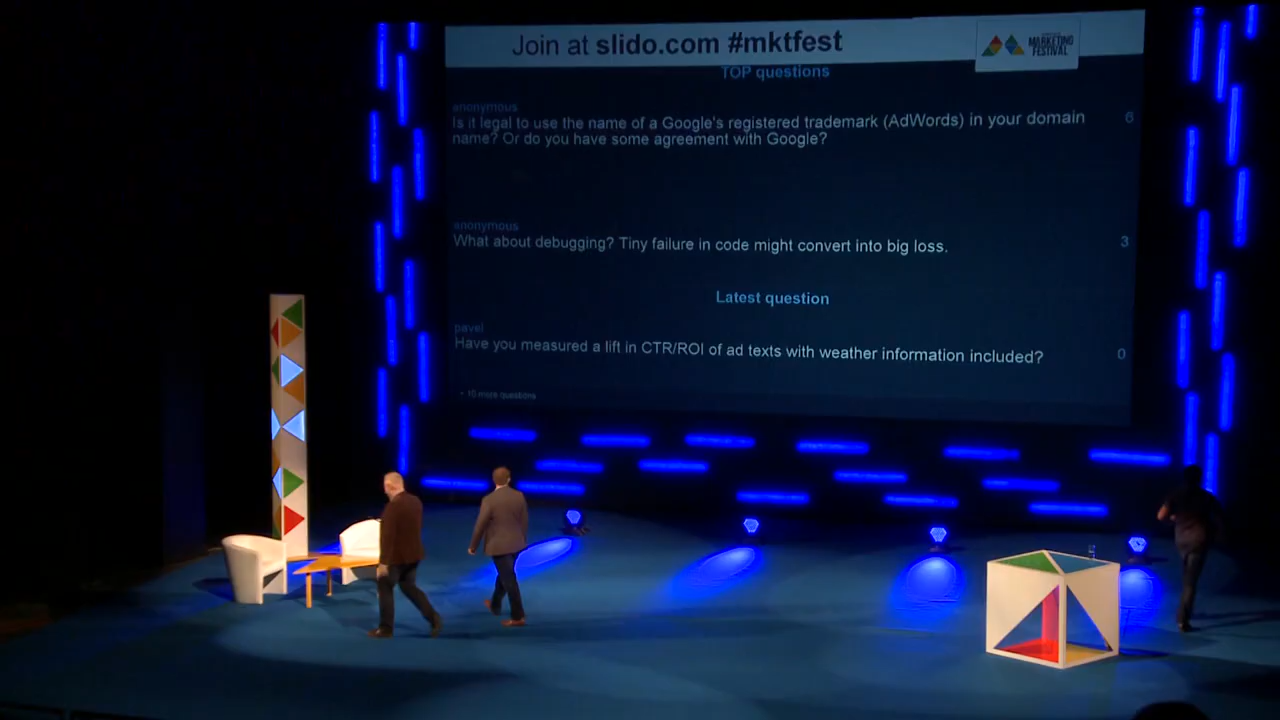 Join at slido.com #mktfest
MARKETING
FESTIVAL
TOP questions
anonymous
Is it legal to use the name of a Google's registered trademark (AdWords) in your domain 6
name? Or do you have some agreement with Google?
anonymous
What about debugging? Tiny failure in code might convert into big loss. 3
Latest question
pavel
Have you measured a lift in CTR/ROI of ad texts with weather information included? 0
more questions